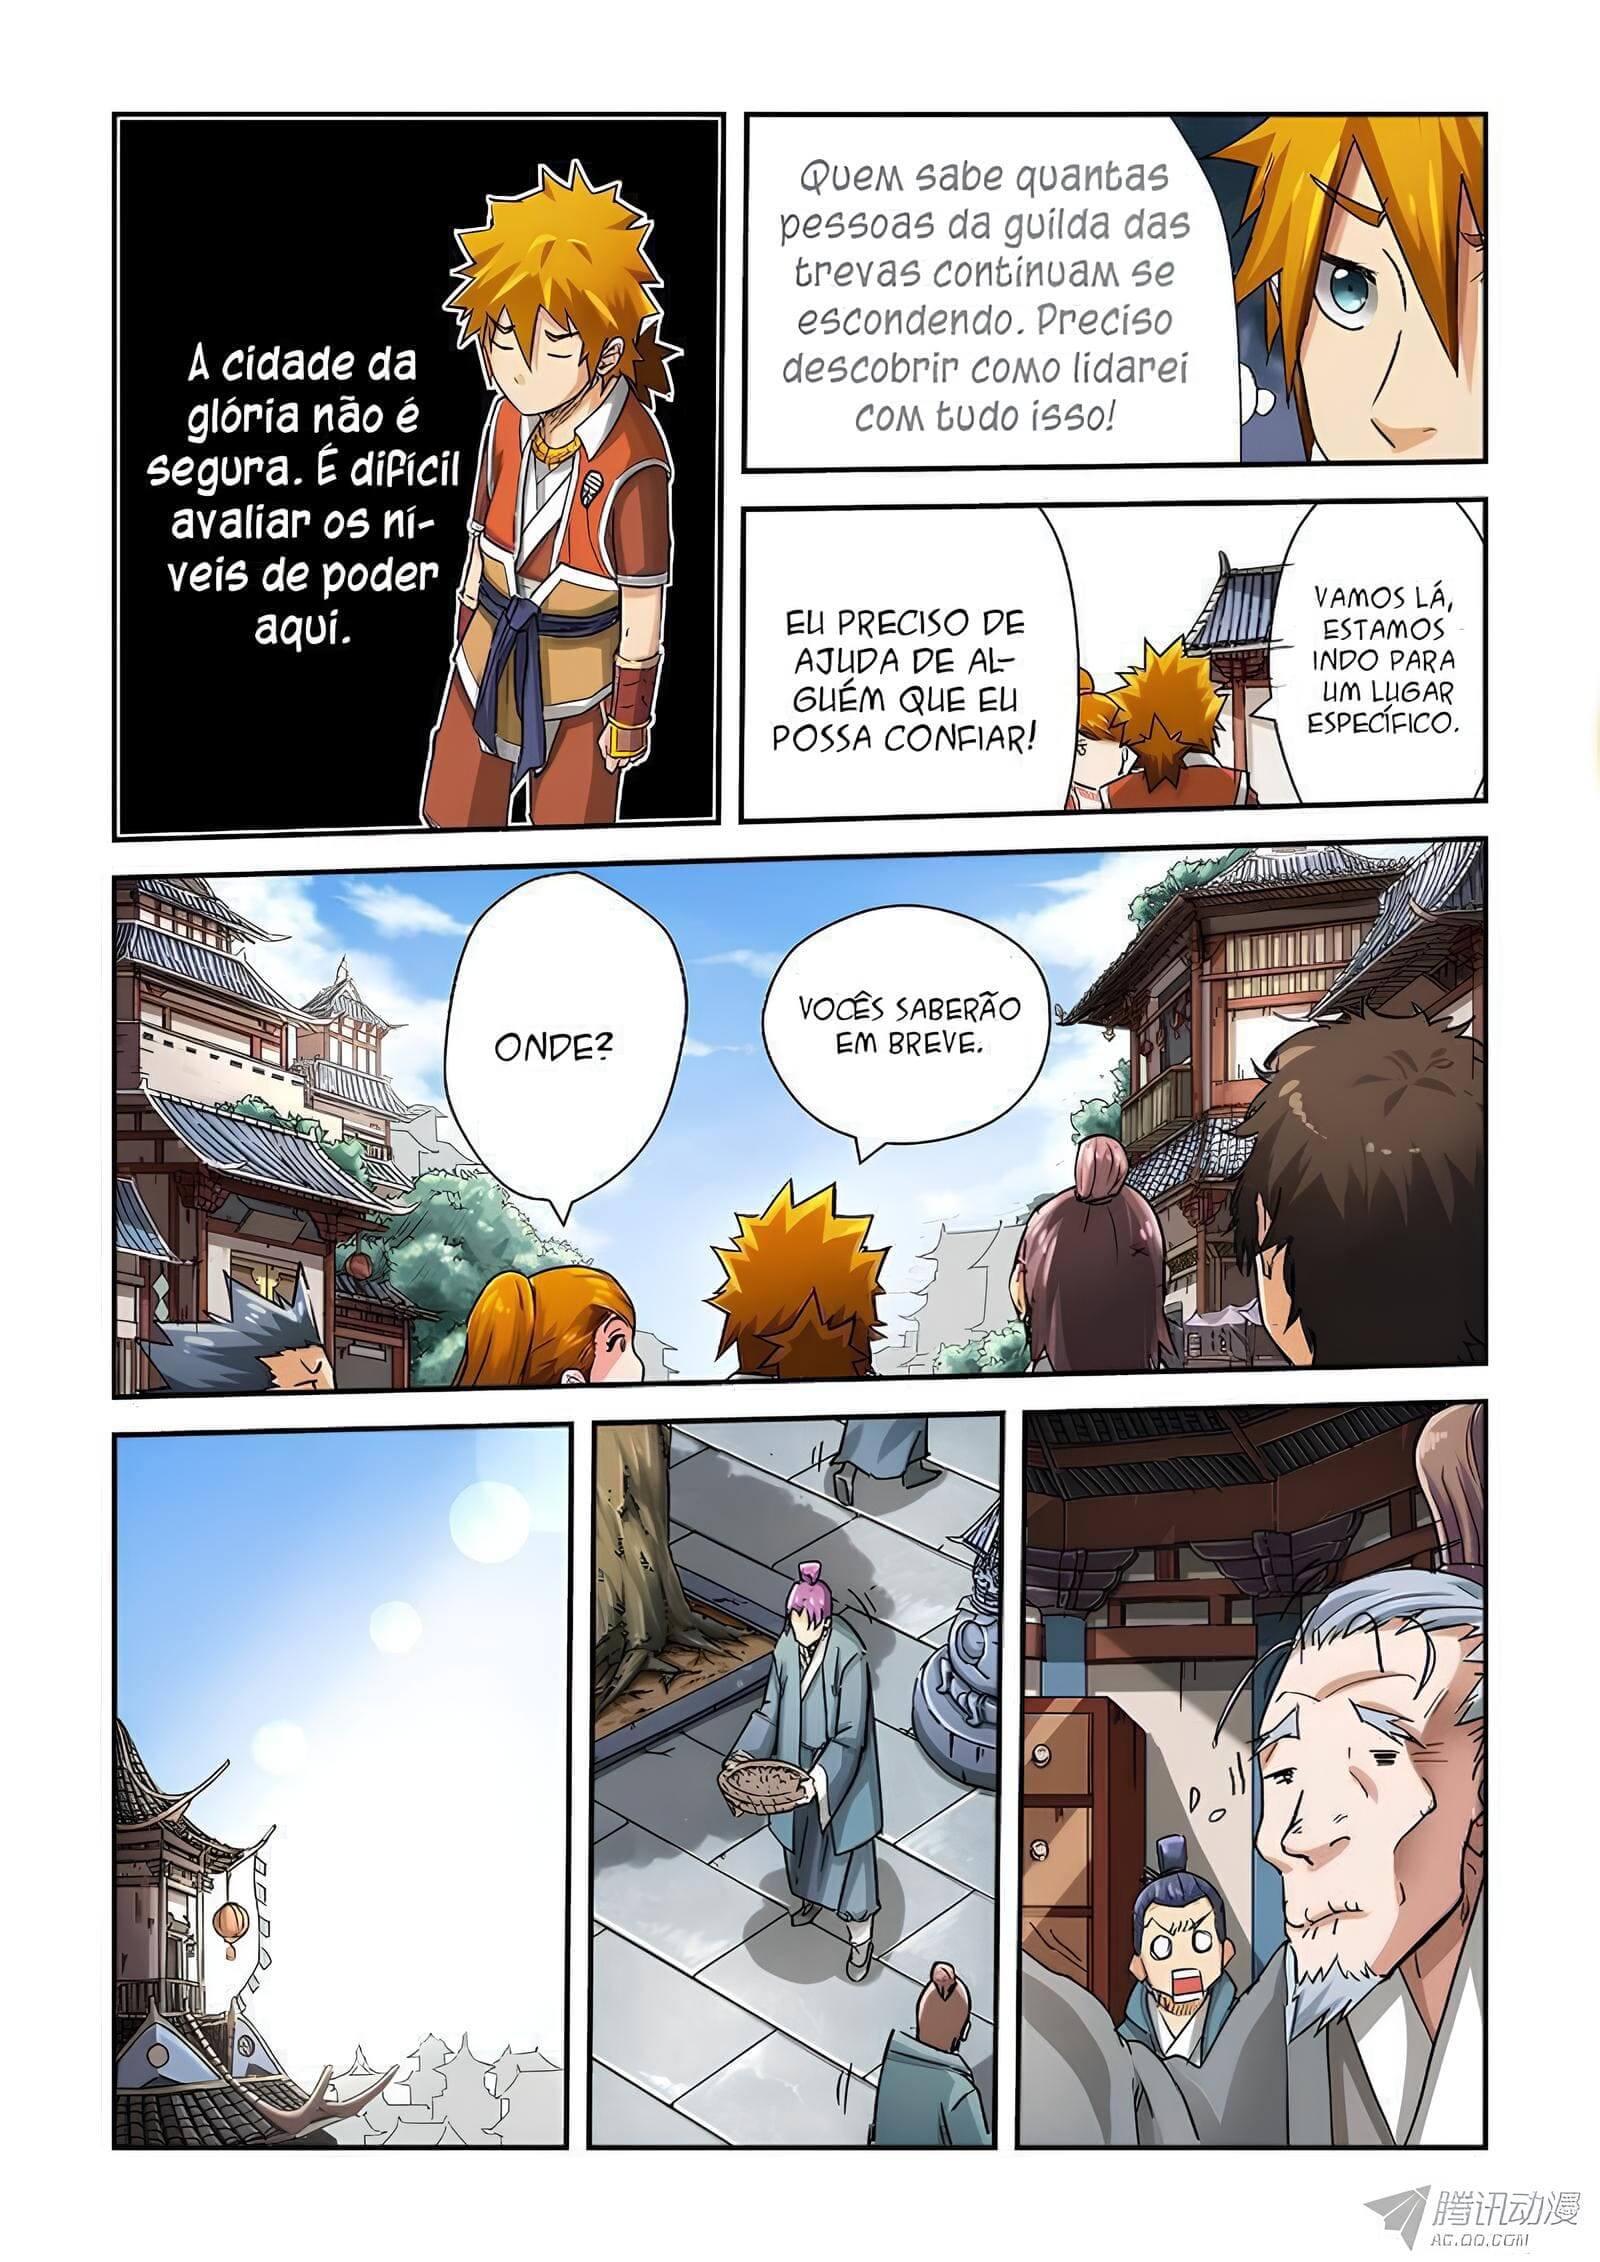 A cidade da
glória não é
segura. É difícil
avaliar os ní-
veis de poder
aqui.
Quem sabe quantas
pessoas da guilda das
trevas continuam se
escondendo. Preciso
descobrir como lidarei
com tudo isso!
EU PRECISO DE
AJUDA DE AL-
GUÉM QUE EU
POSSA CONFIAR!
VAMOS LÁ,
ESTAMOS
INDO PARA
UM LUGAR
ESPECÍFICO.
ONDE?
VOCÊS SABERÃO
EM BREVE.
腾讯动漫
AC.QQ.COM